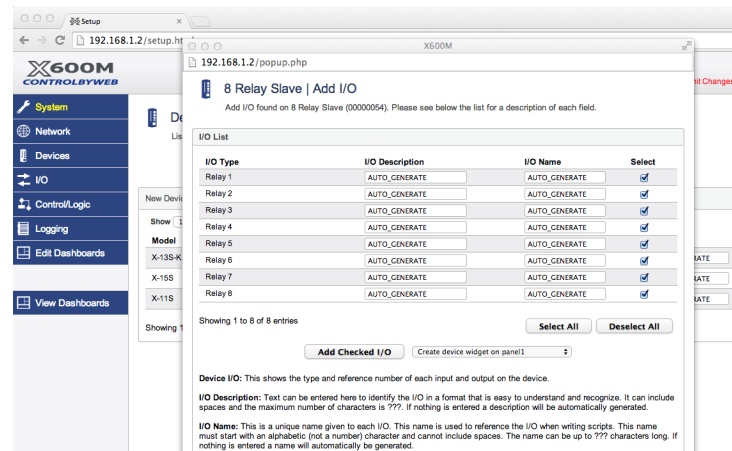 Setup
192.168.1.2/setup.ht
X600M
192.168.1.2/popup.php
X600M
CONTROLBYWEB
8 Relay Slave | Add I/O
Add I/O found on 8 Relay Slave (00000054). Please see below the list for a description of each field.
System
Network
Devices
I/O
Control/Logic
Logging
Edit Dashboards
View Dashboards
De
Lis
New Devic
Show 1
Model
X-13S-K
X-15S
X-11S
Showing 1
I/O List
I/O Type I/O Description I/O Name Select
Relay 1 AUTO_GENERATE AUTO_GENERATE
Relay 2 AUTO_GENERATE AUTO_GENERATE
Relay 3 AUTO_GENERATE AUTO_GENERATE
Relay 4 AUTO_GENERATE AUTO_GENERATE
Relay 5 AUTO_GENERATE AUTO_GENERATE
Relay 6 AUTO_GENERATE AUTO_GENERATE
Relay 7 AUTO_GENERATE AUTO_GENERATE
Relay 8 AUTO_GENERATE AUTO_GENERATE
Showing 1 to 8 of 8 entries
Select All Deselect All
Add Checked I/O Create device widget on panel1
Device I/O: This shows the type and reference number of each input and output on the device.
I/O Description: Text can be entered here to identify the I/O in a format that is easy to understand and recognize. It can include
spaces and the maximum number of characters is ???. If nothing is entered a description will be automatically generated.
I/O Name: This is a unique name given to each I/O. This name is used to reference the I/O when writing scripts. This name
must start with an alphabetic (not a number) character and cannot include spaces. The name can be up to ??? characters long. If
nothing is entered a name will automatically be generated.
nit Changes
RATE
RATE
RATE